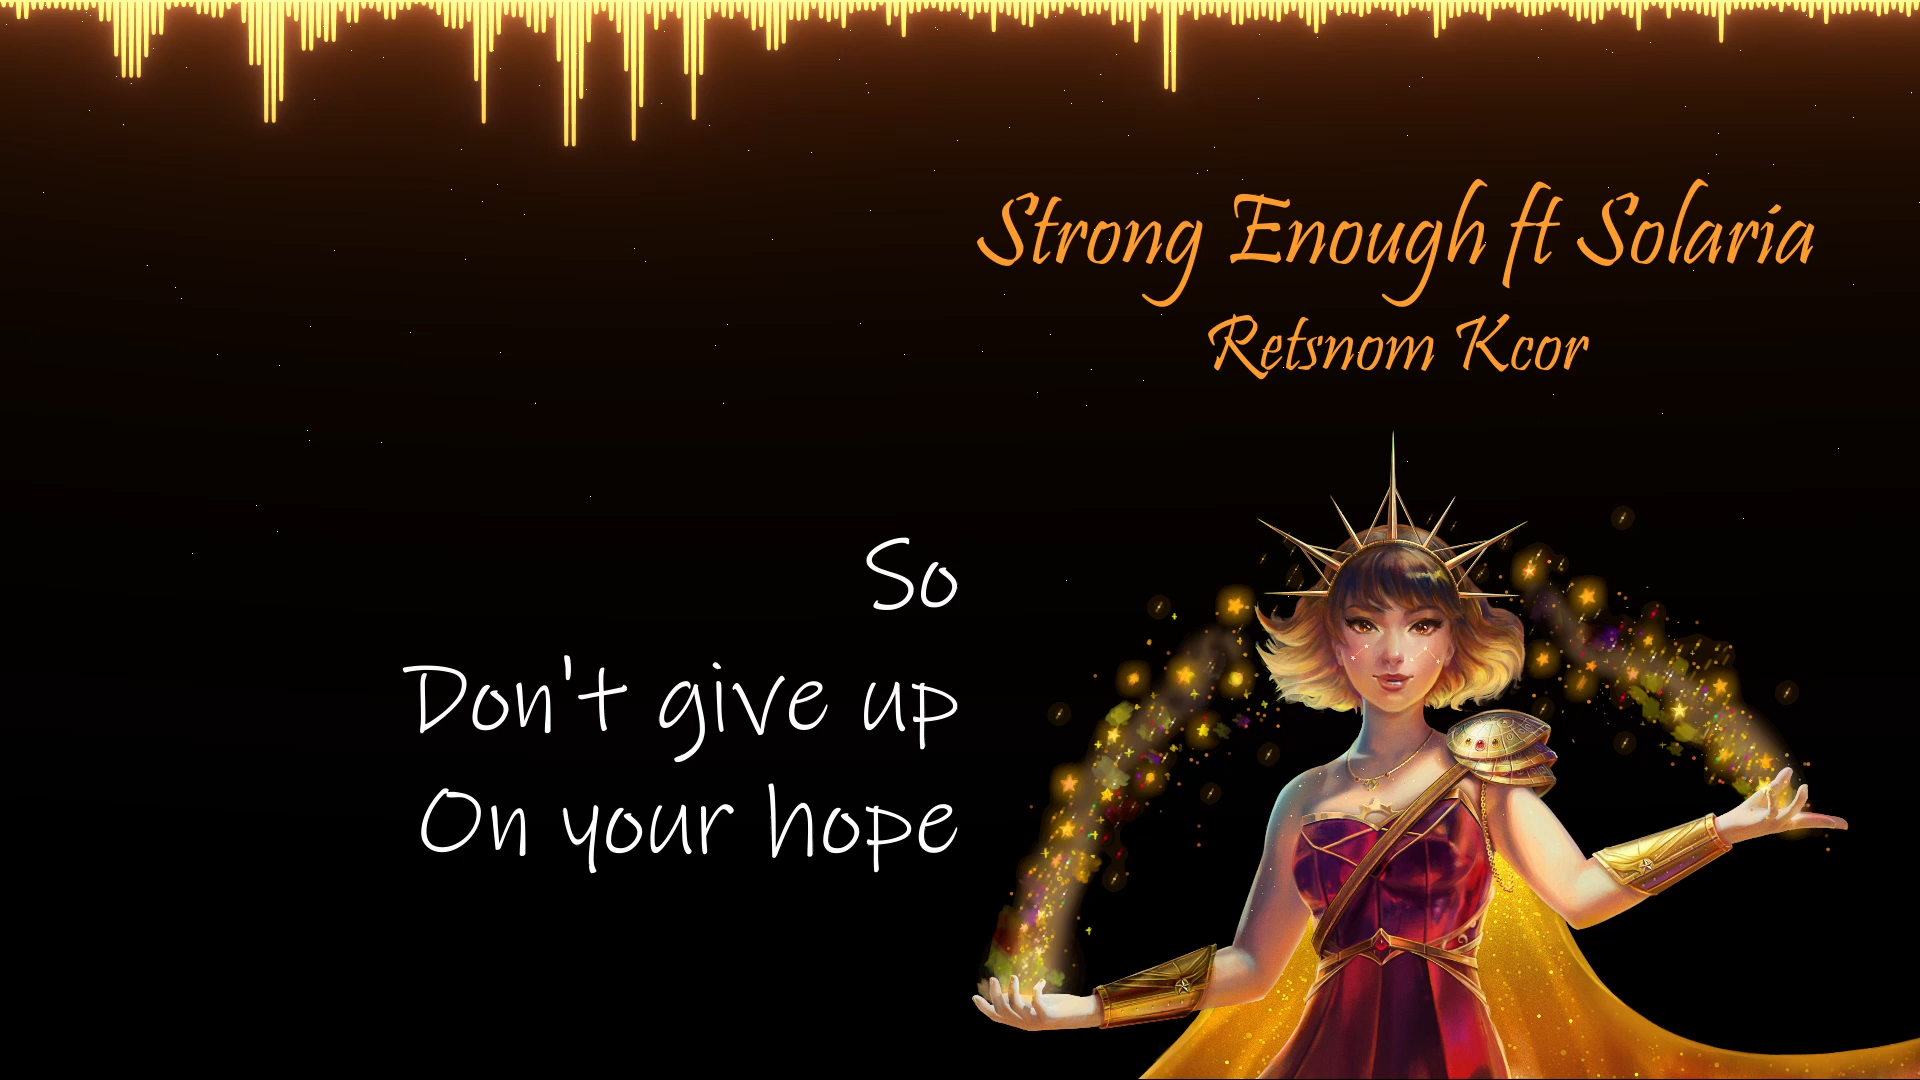 Strong Enough ft Solaria
Retsnom Kcor
So
Don't give up
On your hope